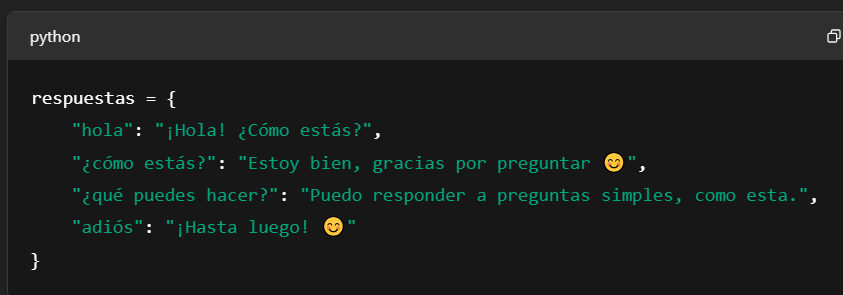 python
respuestas = {
    "hola": "¡Hola! ¿Cómo estás?",
    "¿cómo estás?": "Estoy bien, gracias por preguntar 😊",
    "¿qué puedes hacer?": "Puedo responder a preguntas simples, como esta.",
    "adiós": "¡Hasta luego! 😊"
}